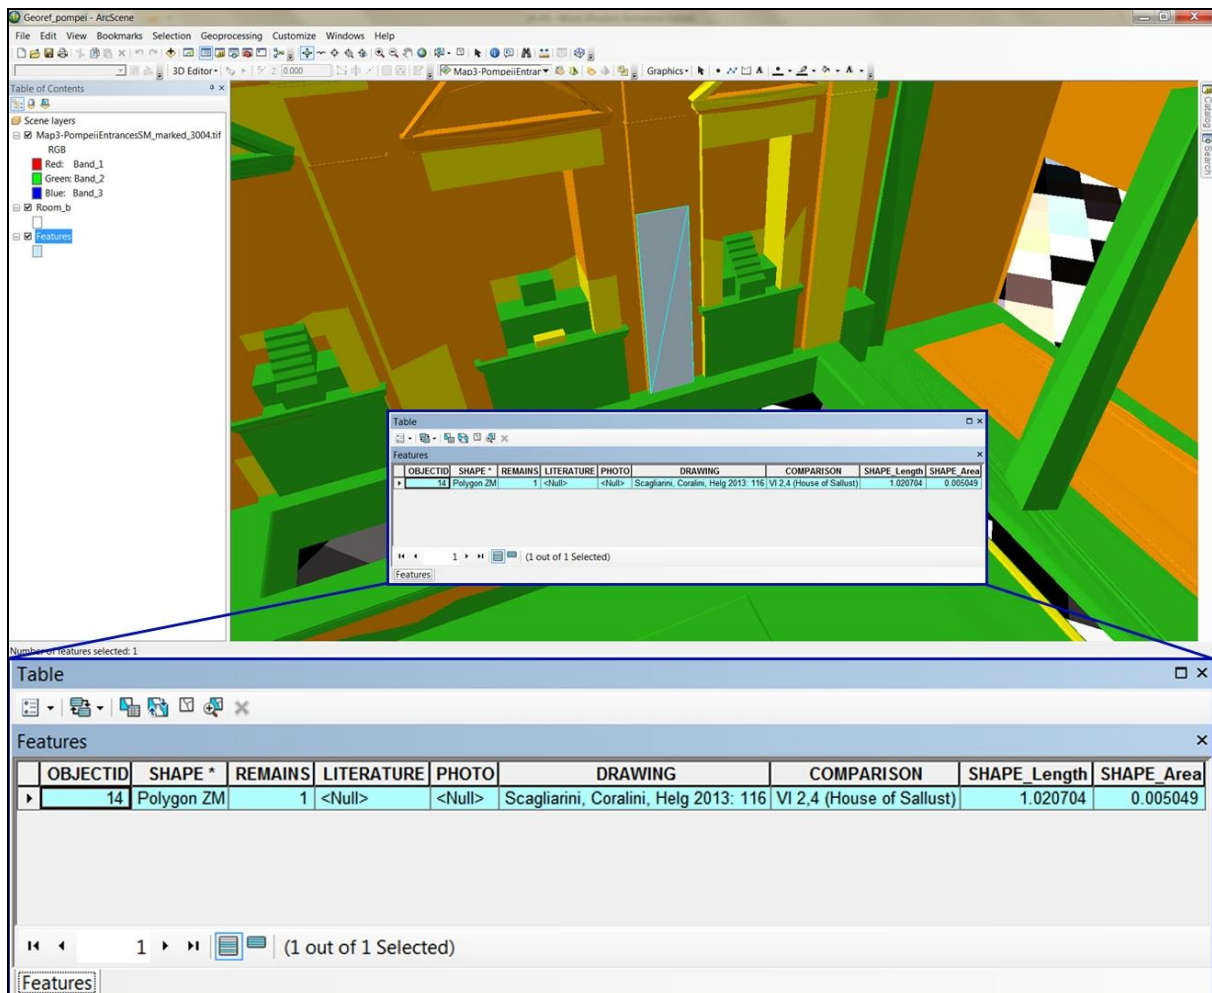 Georef_pompei - ArcScene
File Edit View Bookmarks Selection Geoprocessing Customize Windows Help
3D Editor 0.000 Map3-PompeiiEntrar Graphics
Table of Contents
Scene layers
Map3-PompeiiEntrancesSM_marked_3004.tif
RGB
Red: Band_1
Green: Band_2
Blue: Band_3
Room_b
Features
Catalog
Search
Table
Features
OBJECTID SHAPE * REMAINS LITERATURE PHOTO DRAWING COMPARISON SHAPE_Length SHAPE_Area
14 Polygon ZM 1 <Null> <Null> Scagliarini, Coralini, Helg 2013: 116 VI 2,4 (House of Sallust) 1.020704 0.005049
1 (1 out of 1 Selected)
Features
Number of features selected: 1
Table
Features
OBJECTID SHAPE * REMAINS LITERATURE PHOTO DRAWING COMPARISON SHAPE_Length SHAPE_Area
14 Polygon ZM 1 <Null> <Null> Scagliarini, Coralini, Helg 2013: 116 VI 2,4 (House of Sallust) 1.020704 0.005049
1 (1 out of 1 Selected)
Features